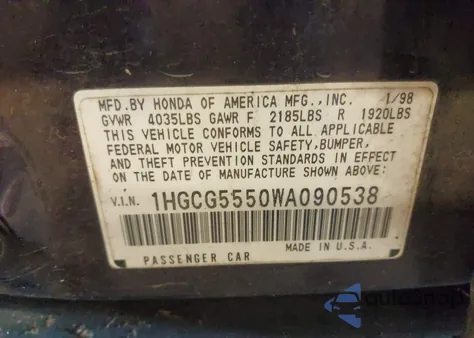 MFD.BY HONDA OF AMERICA MFG.,INC. 1/98
GVWR 4035LBS GAWR F 2185LBS R 1920LBS
THIS VEHICLE CONFORMS TO ALL APPLICABLE
FEDERAL MOTOR VEHICLE SAFETY,BUMPER,
AND THEFT PREVENTION STANDARDS IN EFFECT
ON THE DATE OF MANUFACTURE SHOWN ABOVE:
V.I.N. 1HGCG5550WA090538
MADE IN U.S.A.
PASSENGER CAR